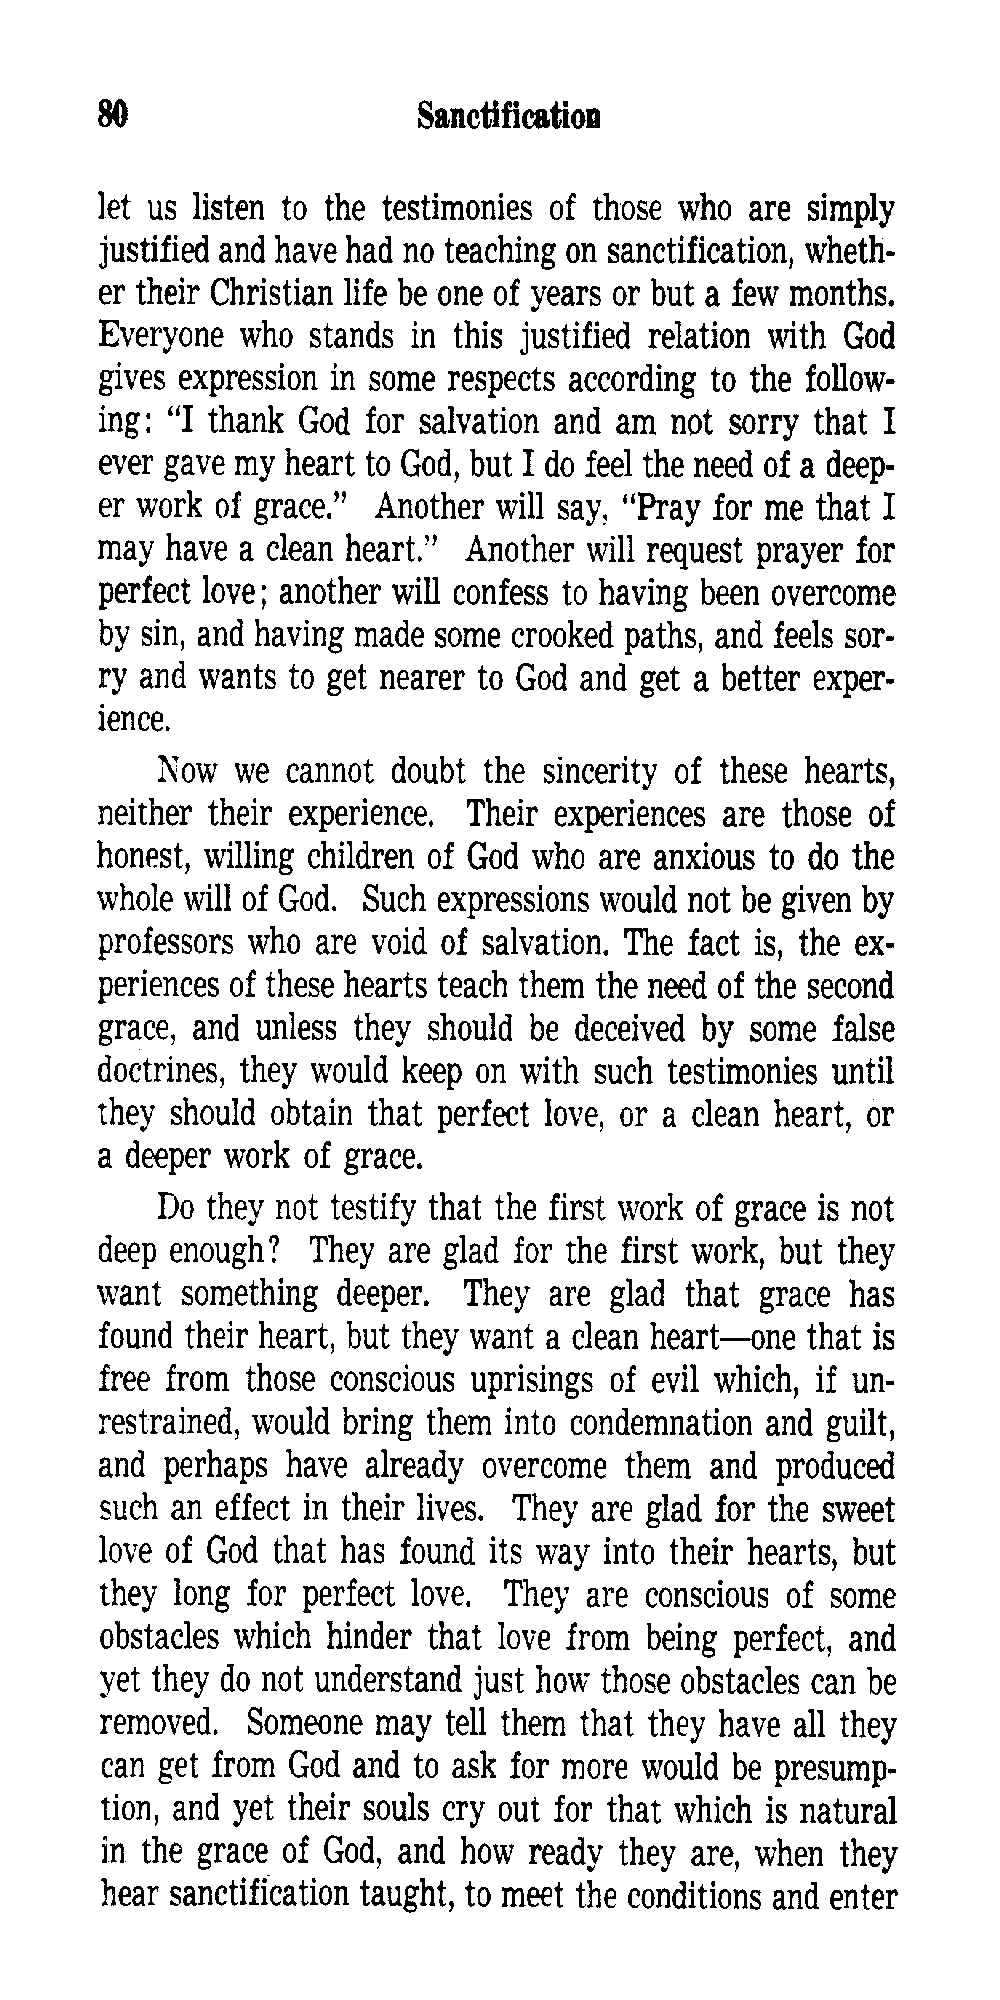 80 Sanctification
let us listen to the testimonies of those who are simply
justified and have had no teaching on sanctification, wheth-
er their Christian life be one of years or but a few months.
Everyone who stands in this justified relation with God
gives expression in some respects according to the follow-
ing: “I thank God for salvation and am not sorry that I
ever gave my heart to God, but I do feel the need of a deep-
er work of grace.” Another will say, “Pray for me that I
may have a clean heart.” Another will request prayer for
perfect love; another will confess to having been overcome
by sin, and having made some crooked paths, and feels sor-
ry and wants to get nearer to God and get a better exper-
ience.
Now we cannot doubt the sincerity of these hearts,
neither their experience. Their experiences are those of
honest, willing children of God who are anxious to do the
whole will of God. Such expressions would not be given by
professors who are void of salvation. The fact is, the ex-
periences of these hearts teach them the need of the second
grace, and unless they should be deceived by some false
doctrines, they would keep on with such testimonies until
they should obtain that perfect love, or a clean heart, or
a deeper work of grace.
Do they not testify that the first work of grace is not
deep enough? They are glad for the first work, but they
want something deeper. They are glad that grace has
found their heart, but they want a clean heart—one that is
free from those conscious uprisings of evil which, if un-
restrained, would bring them into condemnation and guilt,
and perhaps have already overcome them and produced
such an effect in their lives. They are glad for the sweet
love of God that has found its way into their hearts, but
they long for perfect love. They are conscious of some
obstacles which hinder that love from being perfect, and
yet they do not understand just how those obstacles can be
removed. Someone may tell them that they have all they
can get from God and to ask for more would be presump-
tion, and yet their souls cry out for that which is natural
in the grace of God, and how ready they are, when they
hear sanctification taught, to meet the conditions and enter